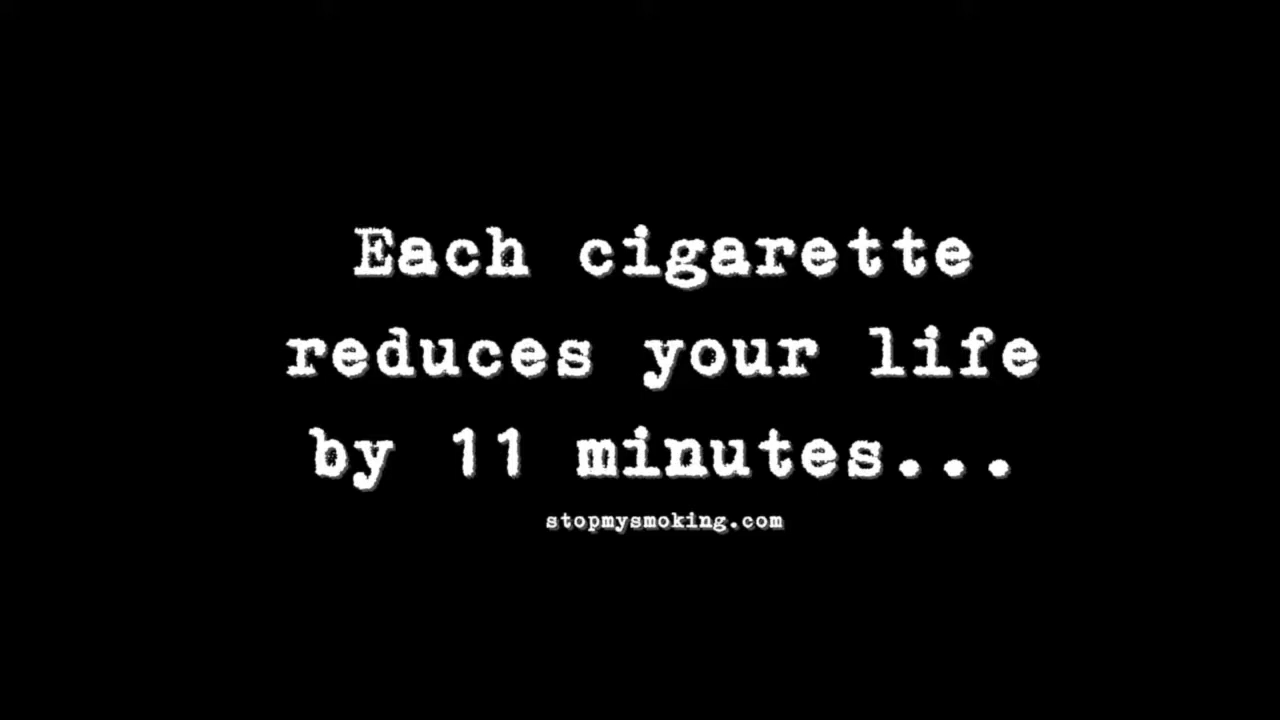 Each cigarette
reduces your life
by 11 minutes...
stopmysmoking.com